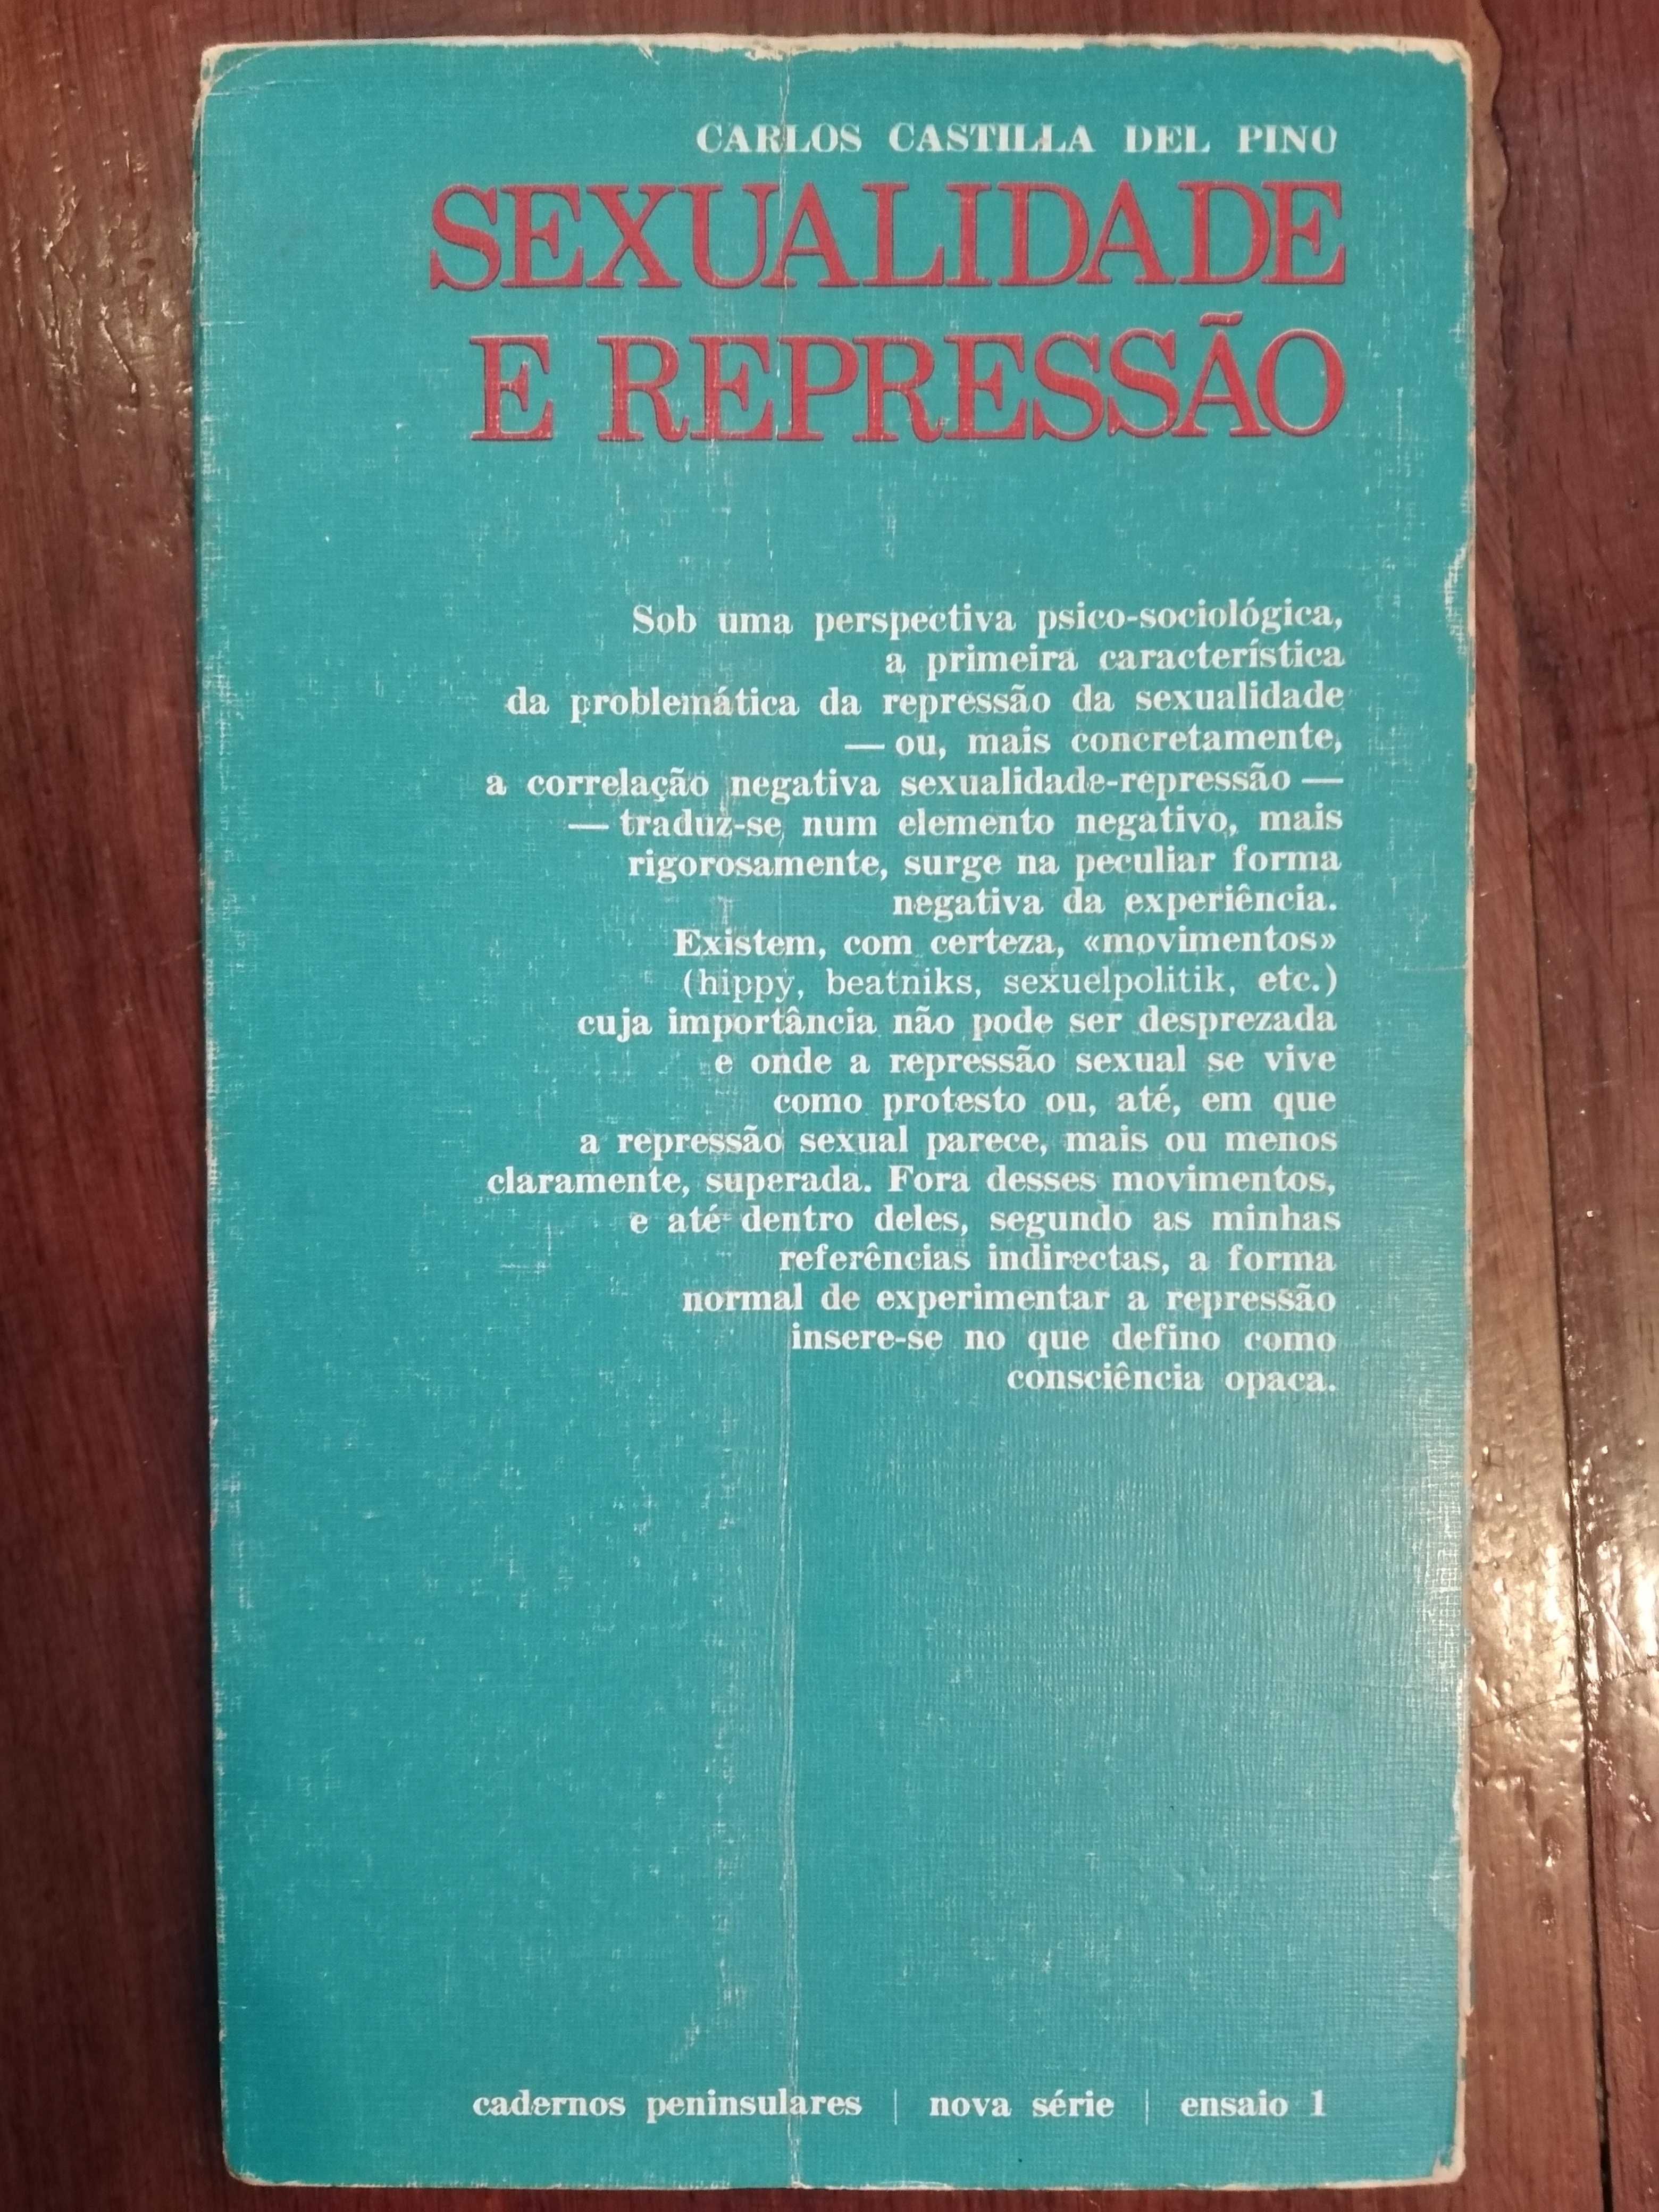 CARLOS CASTILLA DEL PINO
SEXUALIDADE
E REPRESSÃO
Sob uma perspectiva psico-sociológica,
a primeira característica
da problemática da repressão da sexualidade
— ou, mais concretamente,
a correlação negativa sexualidade-repressão —
— traduz-se num elemento negativo, mais
rigorosamente, surge na peculiar forma
negativa da experiência.
Existem, com certeza, «movimentos»
(hippy, beatniks, sexuelpolitik, etc.)
cuja importância não pode ser desprezada
e onde a repressão sexual se vive
como protesto ou, até, em que
a repressão sexual parece, mais ou menos
claramente, superada. Fora desses movimentos,
e até dentro deles, segundo as minhas
referências indirectas, a forma
normal de experimentar a repressão
insere-se no que defino como
consciência opaca.
cadernos peninsulares | nova série | ensaio 1